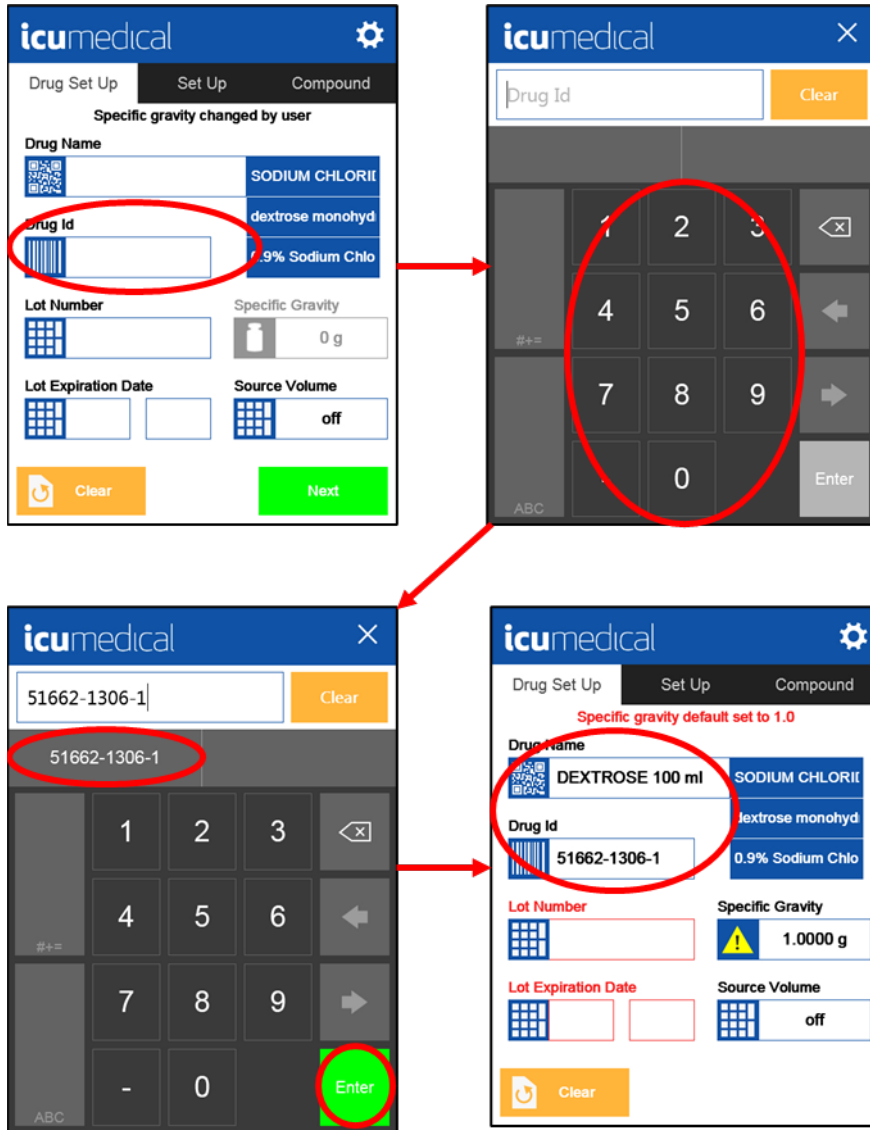 icumedical
Drug Set Up Set Up Compound
Specific gravity changed by user
Drug Name
SODIUM CHLORI
Drug Id
dextrose monohyd
0.9% Sodium Chlo
Lot Number Specific Gravity
0 g
Lot Expiration Date Source Volume
off
Clear Next
icumedical
Drug Id Clear
1 2 3
4 5 6
#+=
7 8 9
- 0 Enter
ABC
icumedical
51662-1306-1 Clear
51662-1306-1
1 2 3
4 5 6
#+=
7 8 9
- 0 Enter
ABC
icumedical
Drug Set Up Set Up Compound
Specific gravity default set to 1.0
Drug Name
DEXTROSE 100 ml SODIUM CHLORI
dextrose monohyd
Drug Id
51662-1306-1 0.9% Sodium Chlo
Lot Number Specific Gravity
1.0000 g
Lot Expiration Date Source Volume
off
Clear